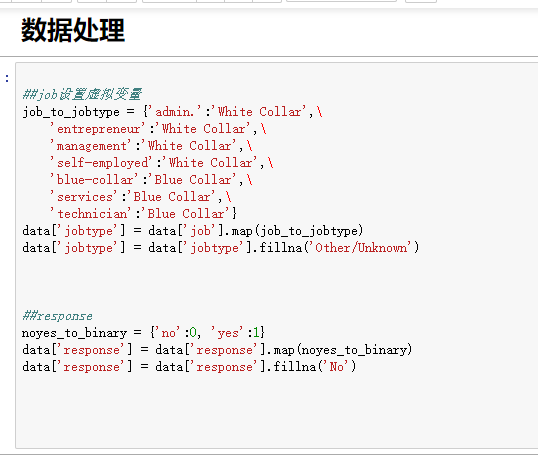 数据处理
:
##job设置虚拟变量
job_to_jobtype = {'admin.':'White Collar',\
'entrepreneur':'White Collar',\
'management':'White Collar',\
'self-employed':'White Collar',\
'blue-collar':'Blue Collar',\
'services':'Blue Collar',\
'technician':'Blue Collar'}
data['jobtype'] = data['job'].map(job_to_jobtype)
data['jobtype'] = data['jobtype'].fillna('Other/Unknown')
##response
noyes_to_binary = {'no':0, 'yes':1}
data['response'] = data['response'].map(noyes_to_binary)
data['response'] = data['response'].fillna('No')